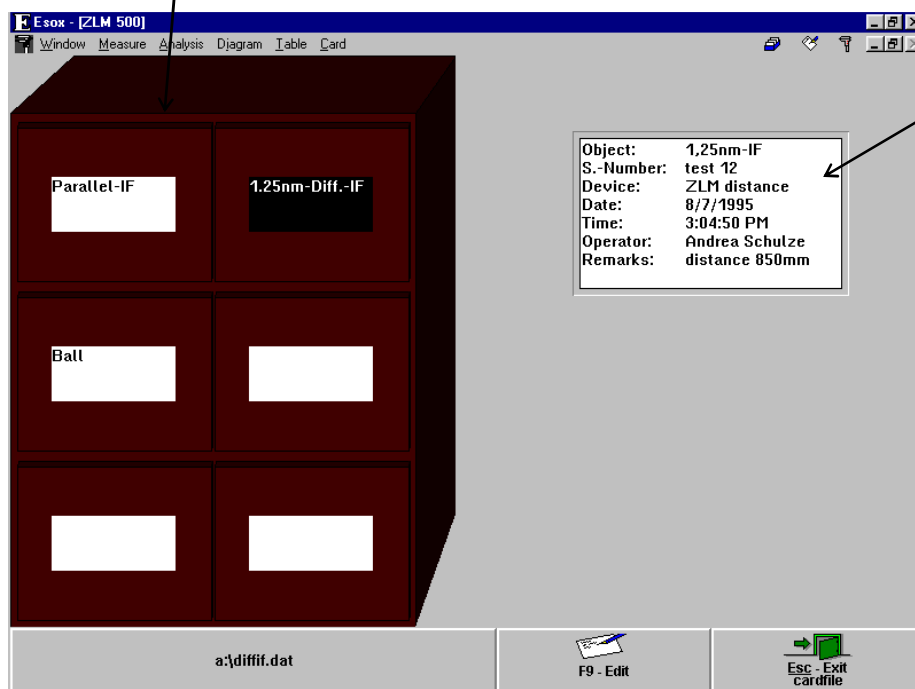 Esox - [ZLM 500]
Window Measure Analysis Djagram Table Card
Parallel-IF
1.25nm-Diff.-IF
Ball
Object: 1,25nm-IF
S.-Number: test 12
Device: ZLM distance
Date: 8/7/1995
Time: 3:04:50 PM
Operator: Andrea Schulze
Remarks: distance 850mm
a:\diffif.dat
F9 - Edit
Esc - Exit
cardfile